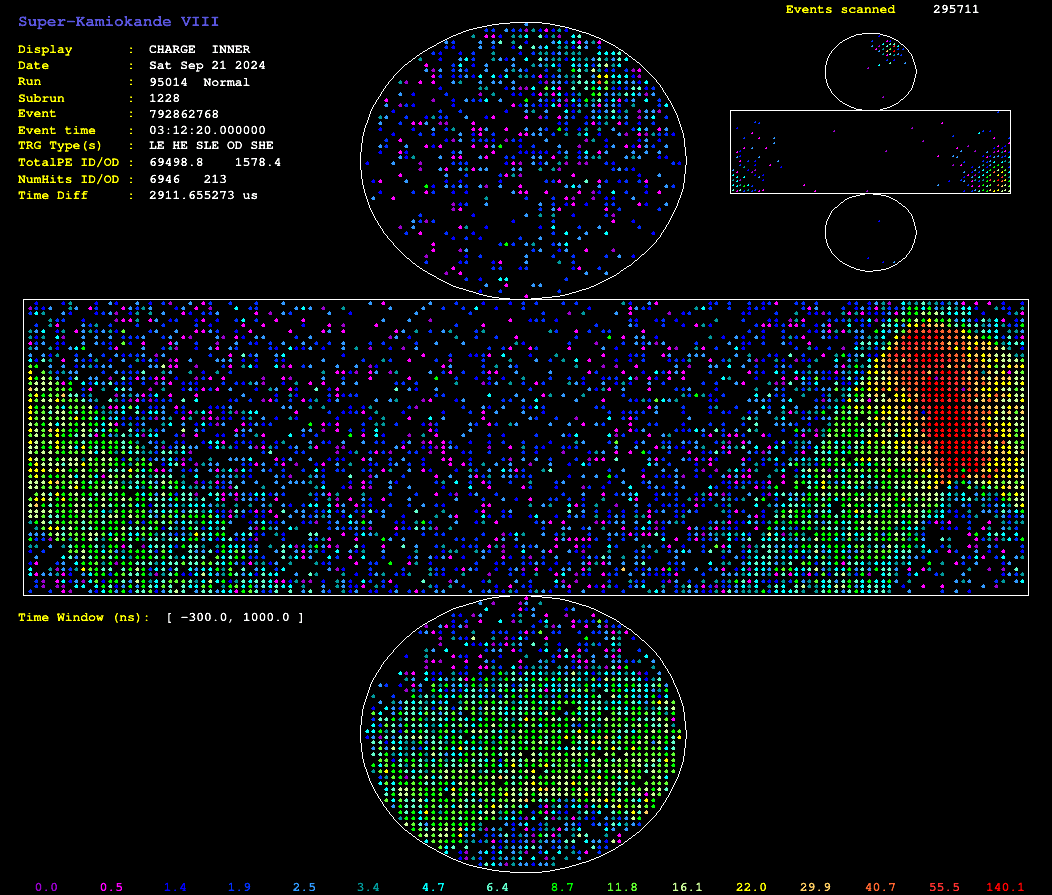 Super-Kamiokande VIII
Events scanned 295711
Display : CHARGE INNER
Date : Sat Sep 21 2024
Run : 95014 Normal
Subrun : 1228
Event : 792862768
Event time : 03:12:20.000000
TRG Type(s) : LE HE SLE OD SHE
TotalPE ID/OD : 69498.8 1578.4
NumHits ID/OD : 6946 213
Time Diff : 2911.655273 us
Time Window (ns): [ -300.0, 1000.0 ]
0.0 0.5 1.4 1.9 2.5 3.4 4.7 6.4 8.7 11.8 16.1 22.0 29.9 40.7 55.5 140.1